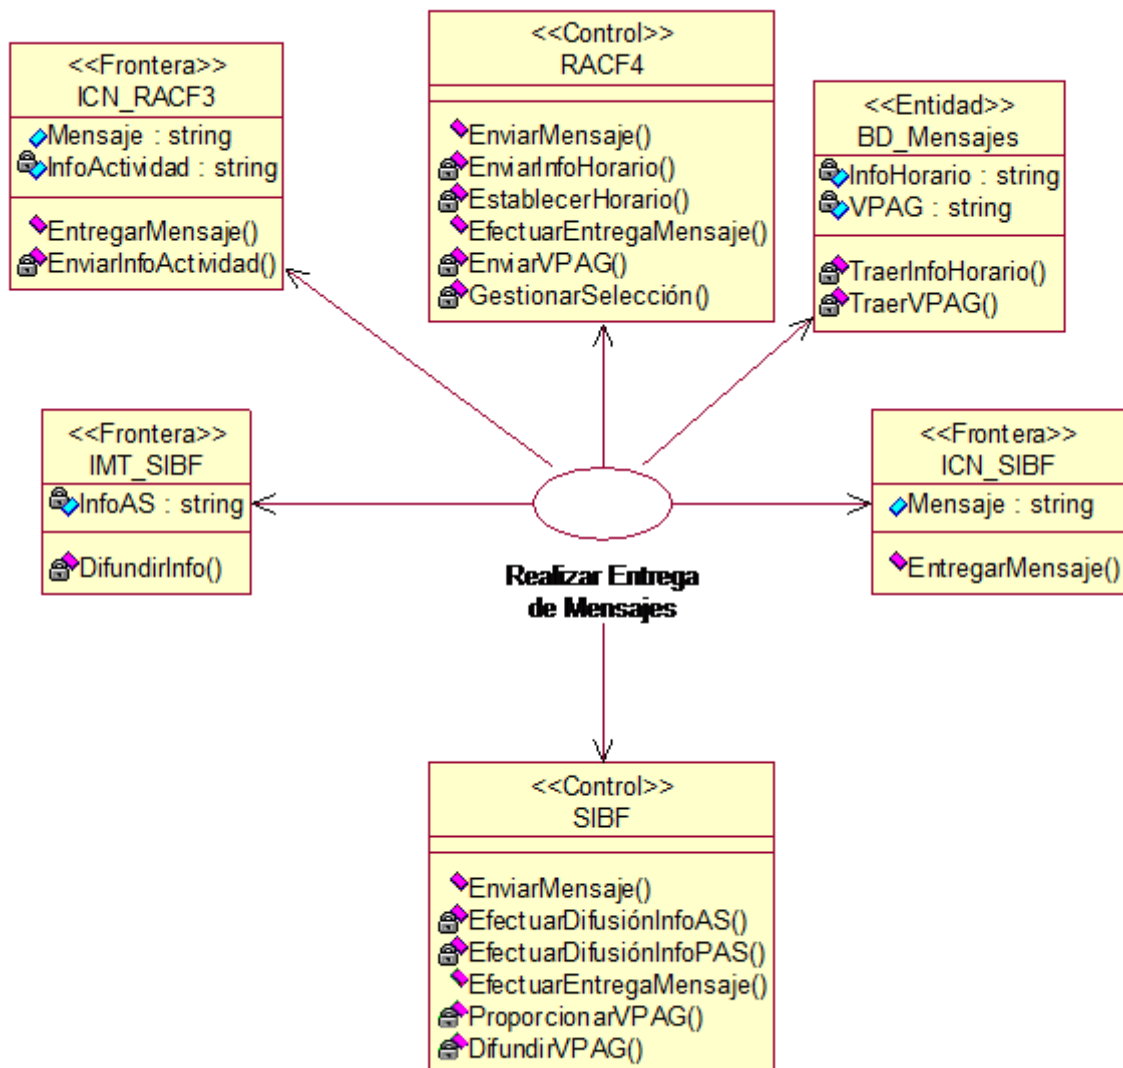 <<Frontera>>
ICN_RACF3
Mensaje : string
InfoActividad : string
EntregarMensaje()
EnviarInfoActividad()
<<Control>>
RACF4
EnviarMensaje()
EnviarInfoHorario()
EstablecerHorario()
EfectuarEntregaMensaje()
EnviarVPAG()
GestionarSelección()
<<Entidad>>
BD_Mensajes
InfoHorario : string
VPAG : string
TraerInfoHorario()
TraerVPAG()
<<Frontera>>
IMT_SIBF
InfoAS : string
DifundirInfo()
Realizar Entrega
de Mensajes
<<Frontera>>
ICN_SIBF
Mensaje : string
EntregarMensaje()
<<Control>>
SIBF
EnviarMensaje()
EfectuarDifusiónInfoAS()
EfectuarDifusiónInfoPAS()
EfectuarEntregaMensaje()
ProporcionarVPAG()
DifundirVPAG()